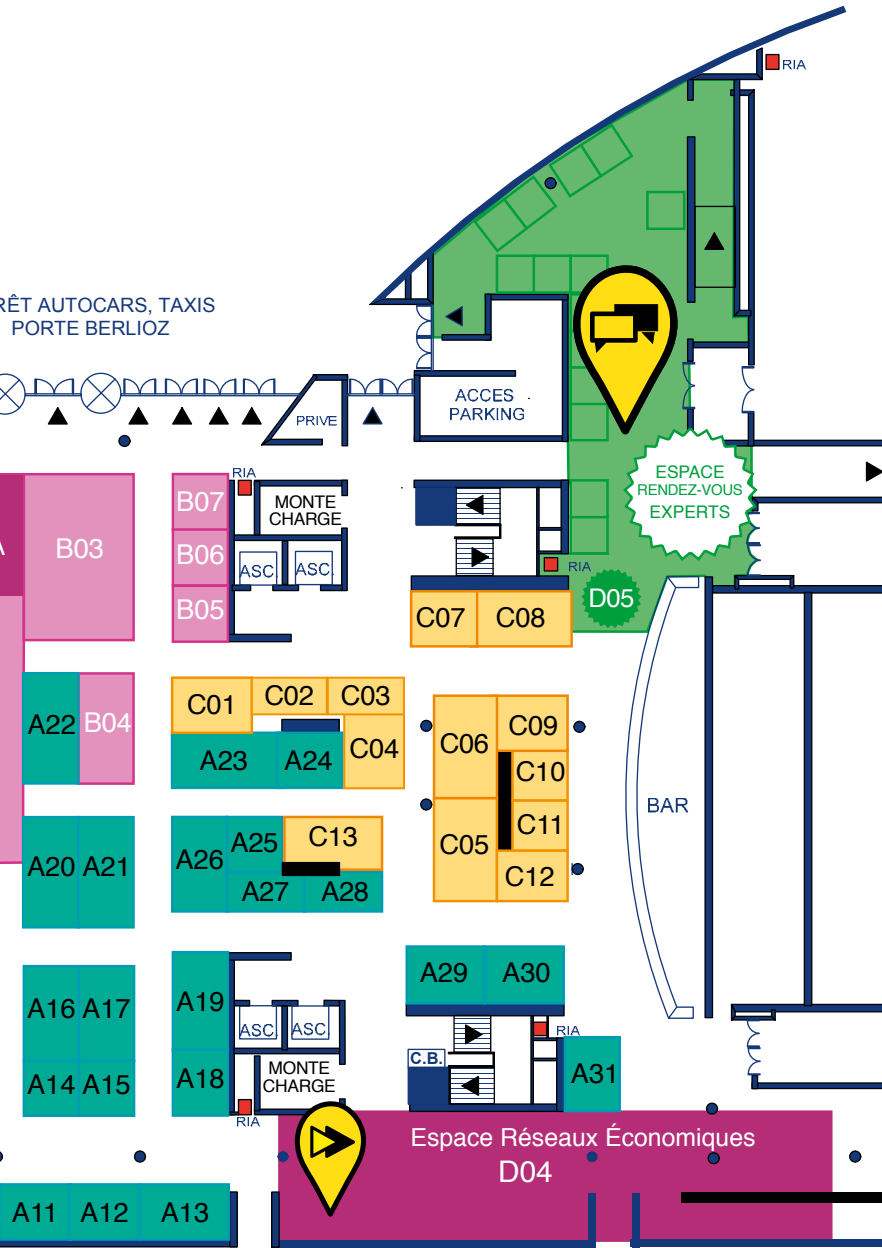 RIA
RÊT AUTOCARS, TAXIS
PORTE BERLIOZ
ACCES
PARKING
PRIVE
ESPACE
RENDEZ-VOUS
EXPERTS
RIA
B07
MONTE
CHARGE
A
B03
B06
ASC.
ASC.
RIA
B05
D05
C07
C08
C01
C02
C03
A22
B04
C04
A23
A24
C06
C09
C10
BAR
C05
C11
C12
A20
A21
A26
A25
C13
A27
A28
A29
A30
A16
A17
A19
ASC.
ASC.
RIA
C.B.
A14
A15
A18
MONTE
CHARGE
A31
RIA
Espace Réseaux Économiques
D04
A11
A12
A13